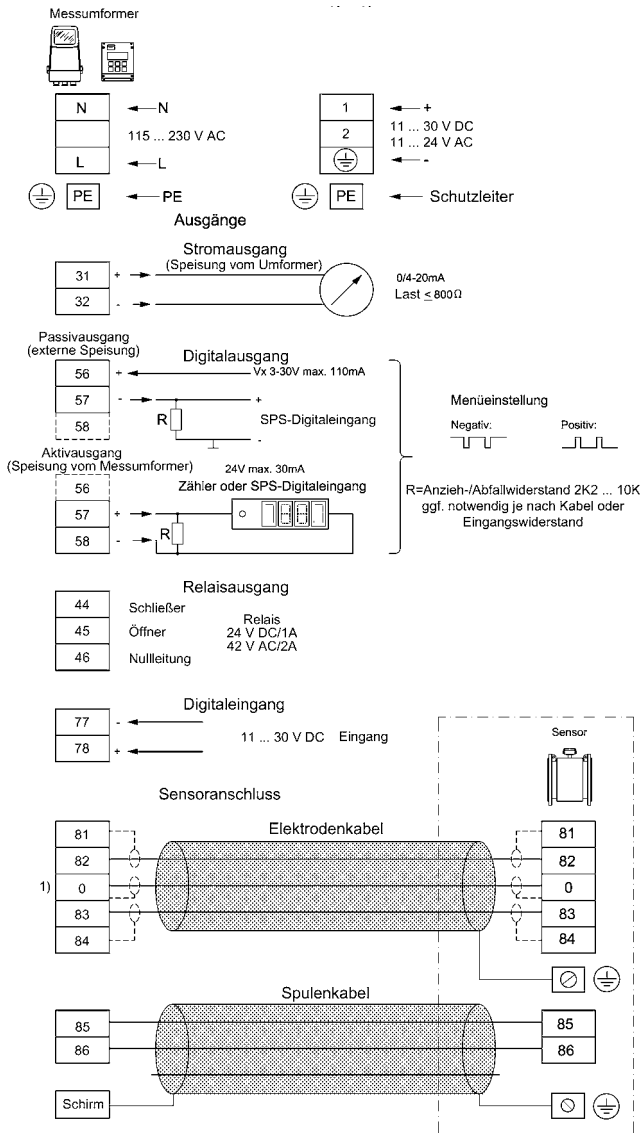 Messumformer
N
N
115 ... 230 V AC
L
L
PE
PE
1
+
2
11 ... 30 V DC
11 ... 24 V AC
-
PE
Schutzleiter
Ausgänge
Stromausgang
(Speisung vom Umformer)
31 +
32 -
0/4-20mA
Last ≤ 800Ω
Passivausgang
(externe Speisung)
Digitalausgang
56 +
Vx 3-30V max. 110mA
57 -
+
58
R
SPS-Digitaleingang
-
Menüeinstellung
Negativ:
Positiv:
Aktivausgang
(Speisung vom Messumformer)
24V max. 30mA
56
Zähler oder SPS-Digitaleingang
57 +
58 -
R
R=Anzieh-/Abfallwiderstand 2K2 ... 10K
ggf. notwendig je nach Kabel oder
Eingangswiderstand
Relaisausgang
44 Schließer
45 Öffner
46 Nullleitung
Relais
24 V DC/1A
42 V AC/2A
Digitaleingang
77 -
78 +
11 ... 30 V DC Eingang
Sensor
Sensoranschluss
Elektrodenkabel
81
82
1) 0
83
84
81
82
0
83
84
Spulenkabel
85
86
85
86
Schirm